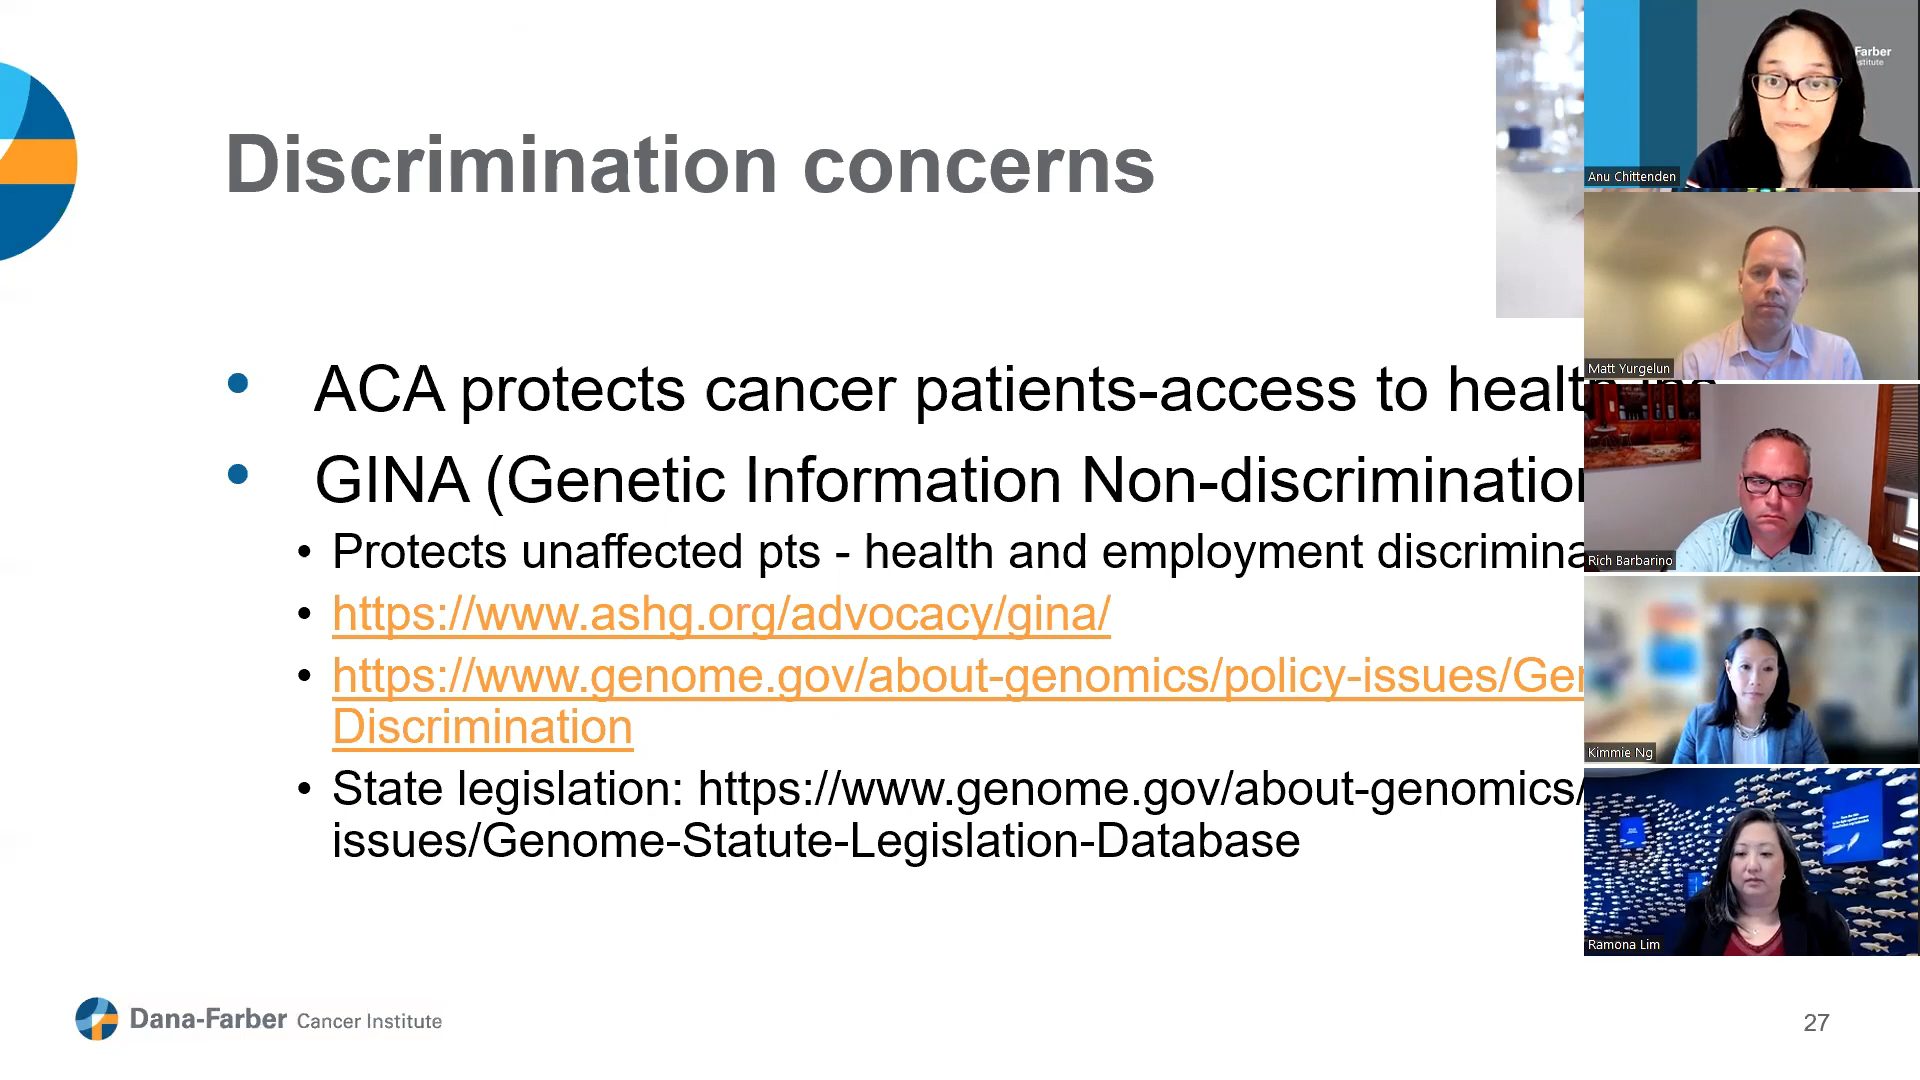 Discrimination concerns
ACA protects cancer patients-access to health ins
GINA (Genetic Information Non-discrimination
Protects unaffected pts - health and employment discrimina
https://www.ashg.org/advocacy/gina/
https://www.genome.gov/about-genomics/policy-issues/Gen
Discrimination
State legislation: https://www.genome.gov/about-genomics/
issues/Genome-Statute-Legislation-Database
Dana-Farber Cancer Institute
27
Farber
stitute
Anu Chittenden
Matt Yurgelun
Rich Barbarino
Kimmie Ng
Ramona Lim